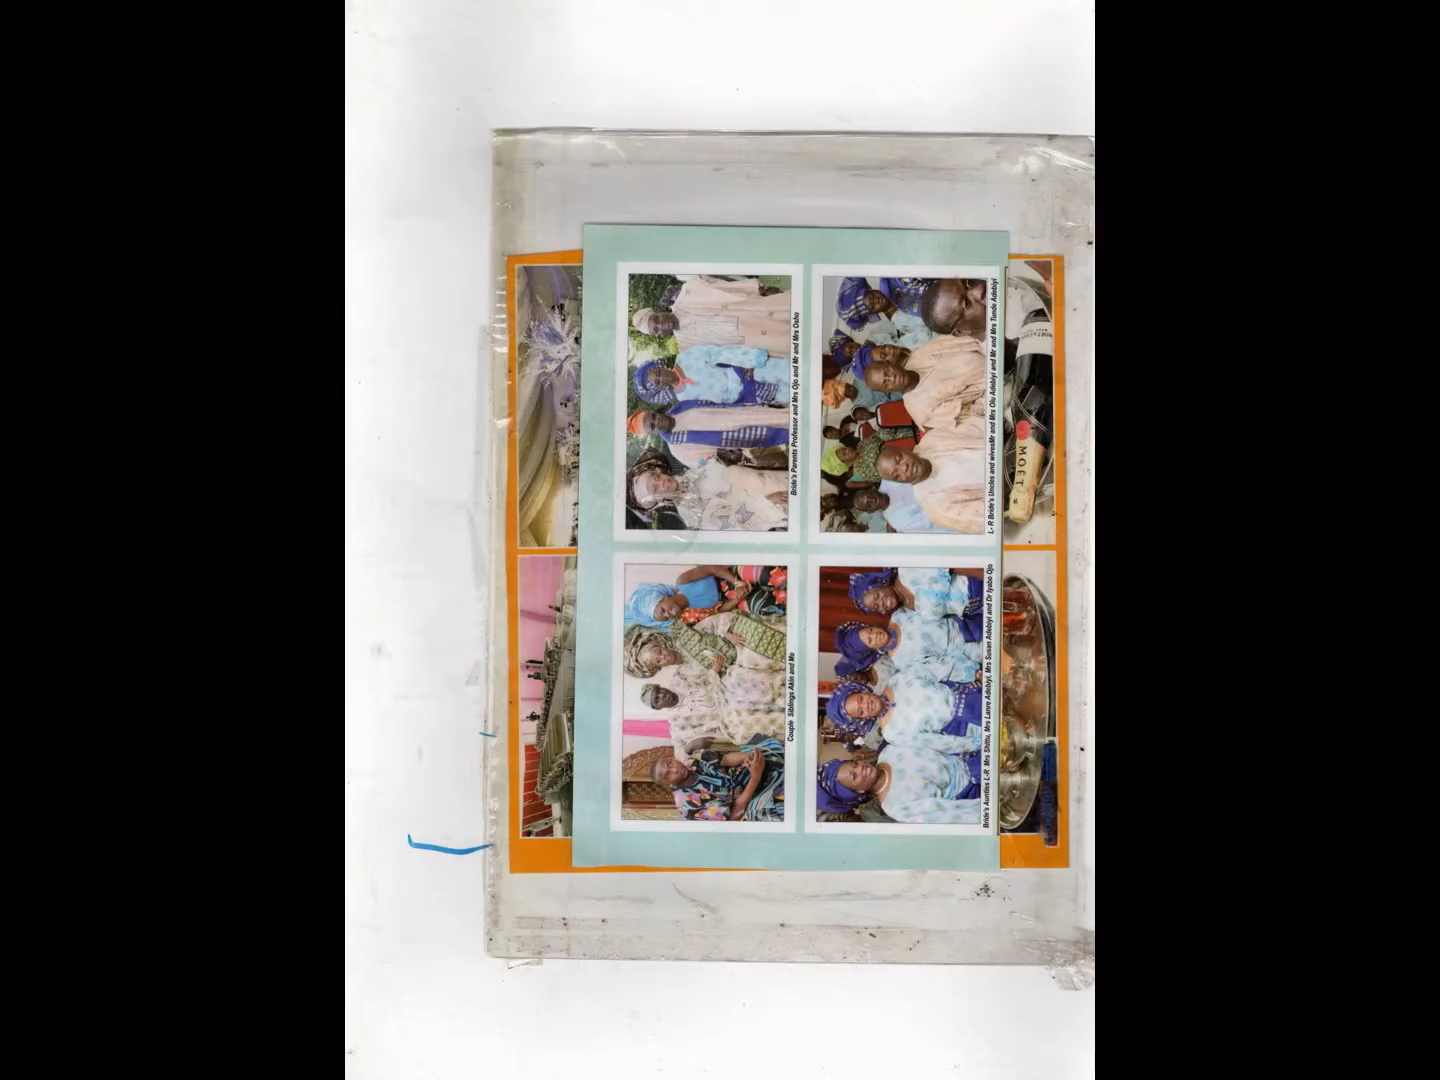 Couple Siblings Akin and Mo
Bride's Parents Professor and Mrs Ojo and Mr and Mrs Osho
Bride's Aunties L-R Mrs Shittu, Mrs Lanre Adebiyi, Mrs Susan Adebiyi and Dr Iyabo Ojo
L- R Bride's Uncles and wivesMr and Mrs Olu Adebiyi and Mr and Mrs Tunde Adebiyi
MOËT